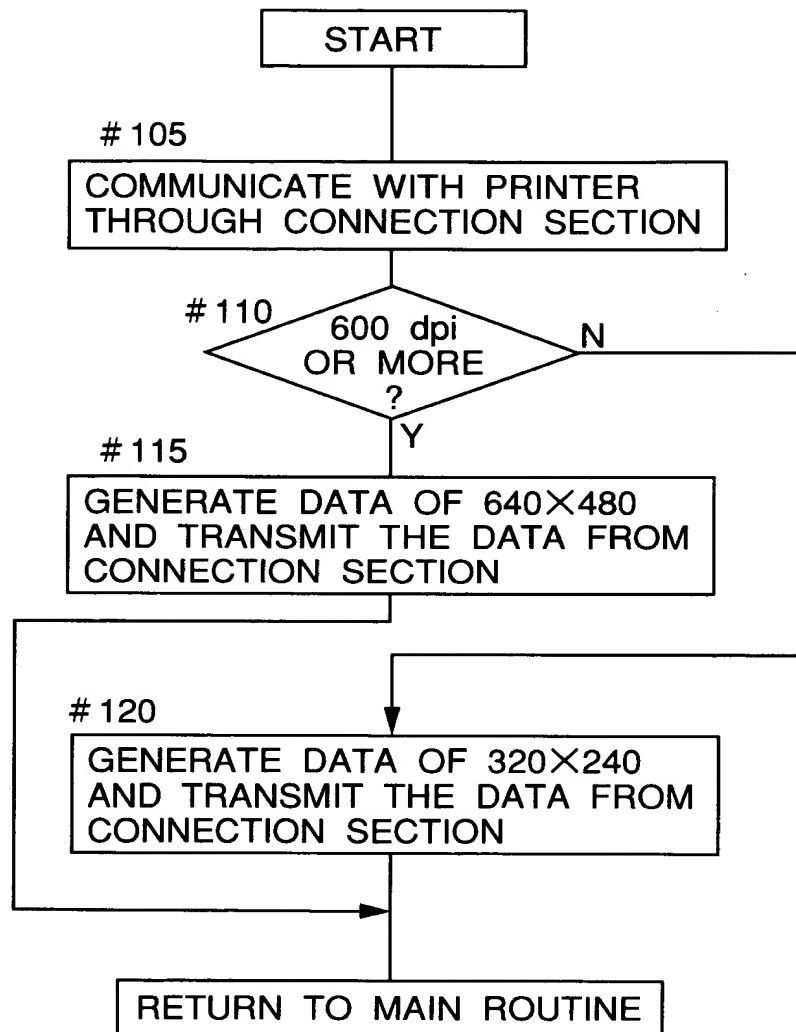 START
# 105
COMMUNICATE WITH PRINTER
THROUGH CONNECTION SECTION
# 110
600 dpi
OR MORE
?
N
Y
# 115
GENERATE DATA OF 640×480
AND TRANSMIT THE DATA FROM
CONNECTION SECTION
# 120
GENERATE DATA OF 320×240
AND TRANSMIT THE DATA FROM
CONNECTION SECTION
RETURN TO MAIN ROUTINE